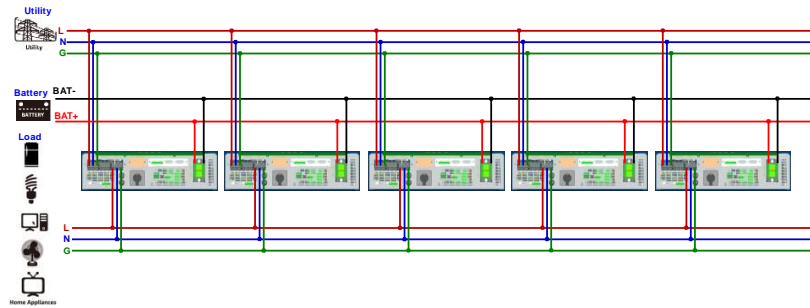 Utility
L
N
Utility
G
Battery
BAT-
BATTERY
BAT+
Load
L
N
G
Home Appliances